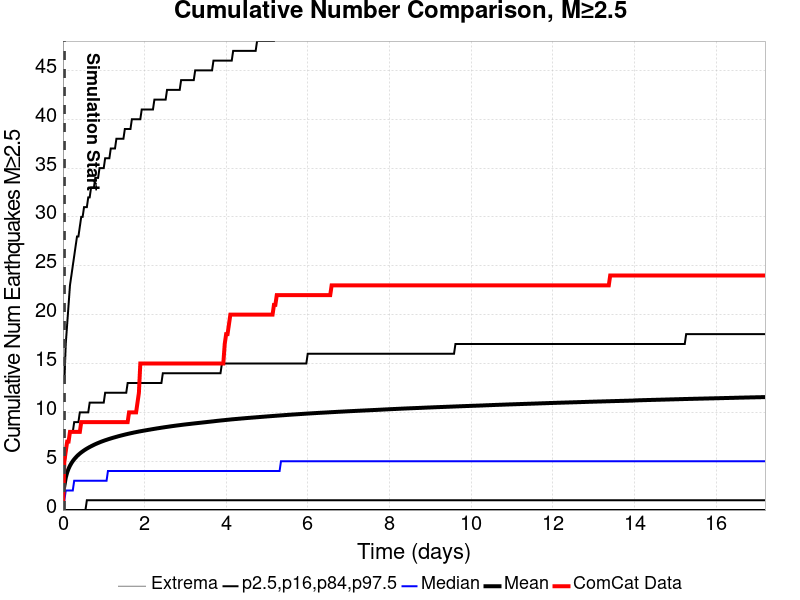 Cumulative Number Comparison, M≥2.5
Cumulative Num Earthquakes M≥2.5
45
40
35
30
25
20
15
10
5
0
Simulation Start
0 2 4 6 8 10 12 14 16
Time (days)
Extrema p2.5,p16,p84,p97.5 Median Mean ComCat Data